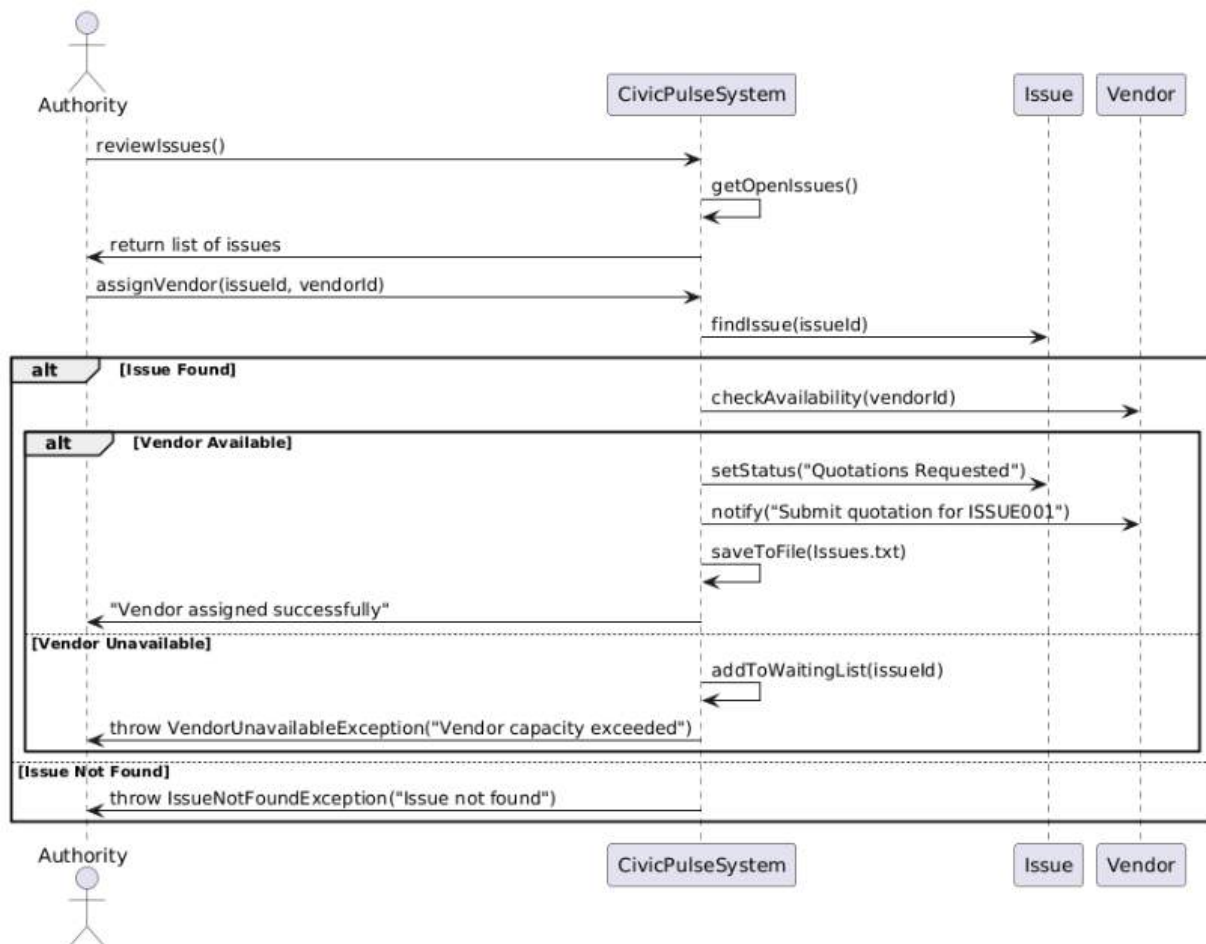 Authority
CivicPulseSystem
Issue
Vendor
reviewIssues()
getOpenIssues()
return list of issues
assignVendor(issueId, vendorId)
findIssue(issueId)
alt [Issue Found]
checkAvailability(vendorId)
alt [Vendor Available]
setStatus("Quotations Requested")
notify("Submit quotation for ISSUE001")
saveToFile(Issues.txt)
"Vendor assigned successfully"
[Vendor Unavailable]
addToWaitingList(issueId)
throw VendorUnavailableException("Vendor capacity exceeded")
[Issue Not Found]
throw IssueNotFoundException("Issue not found")
Authority
CivicPulseSystem
Issue
Vendor